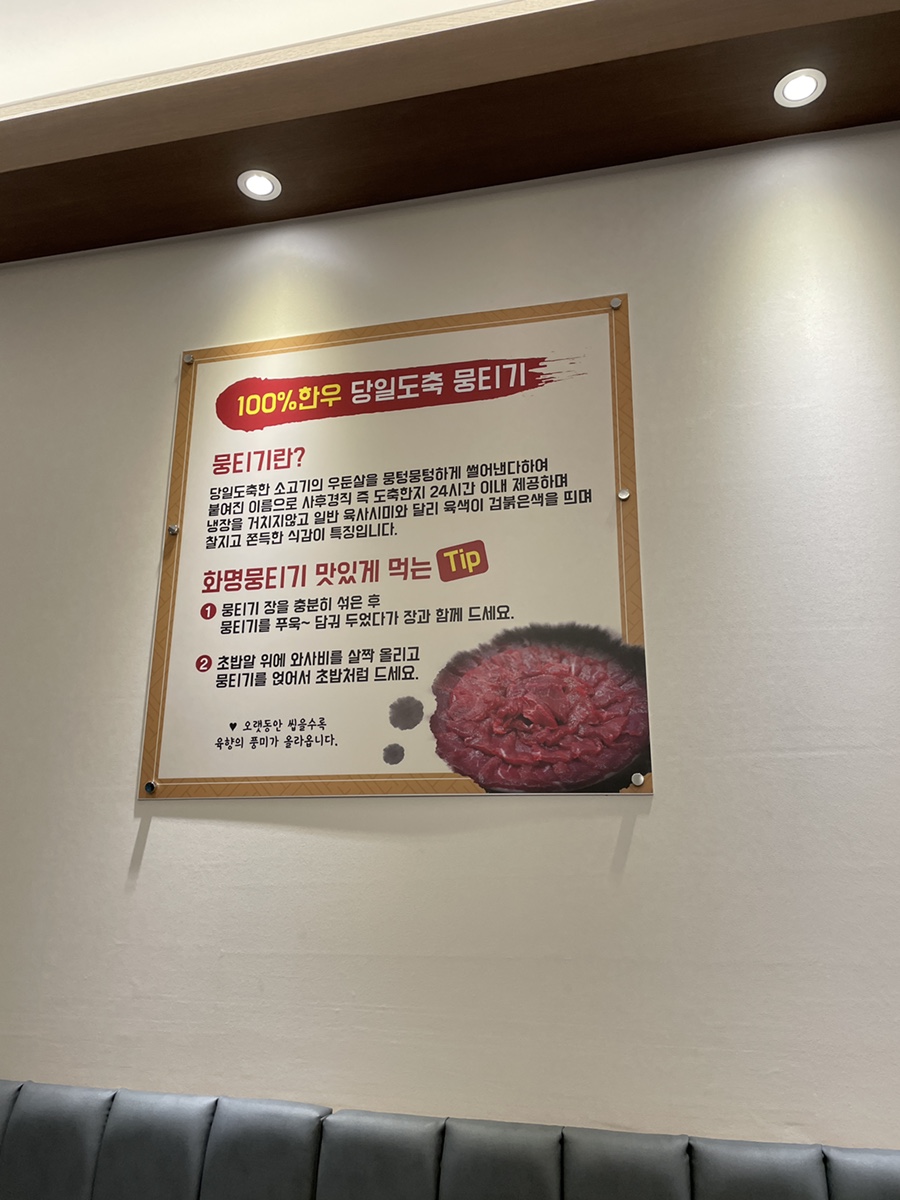 100%한우 당일도축 뭉티기
뭉티기란?
당일도축한 소고기의 우둔살을 뭉텅뭉텅하게 썰어낸다하여
붙여진 이름으로 사후경직 즉 도축한지 24시간 이내 제공하며
냉장을 거치지않고 일반 육사시미와 달리 육색이 검붉은색을 띄며
찰지고 쫀득한 식감이 특징입니다.
화명뭉티기 맛있게 먹는 Tip
1 뭉티기 장을 충분히 섞은 후
뭉티기를 푸욱~ 담궈 두었다가 장과 함께 드세요.
2 초밥알 위에 와사비를 살짝 올리고
뭉티기를 얹어서 초밥처럼 드세요.
♥ 오랫동안 씹을수록
육향의 풍미가 올라옵니다.